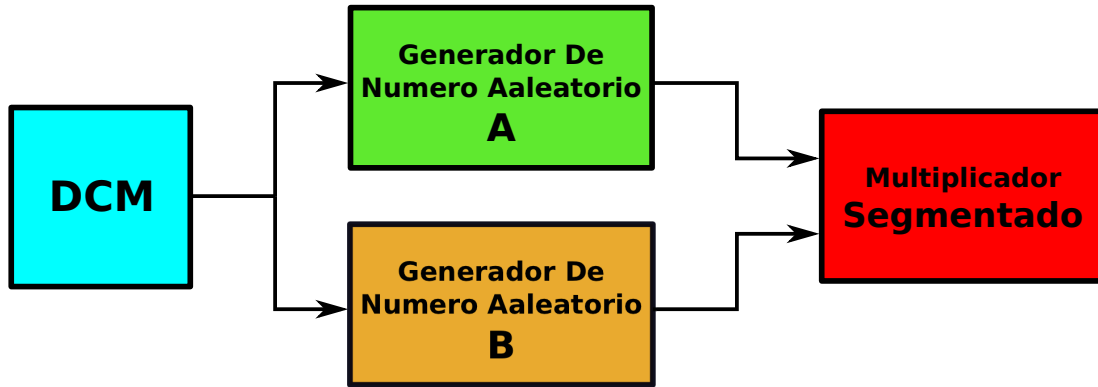 DCM
Generador De
Numero Aaleatorio
A
Generador De
Numero Aaleatorio
B
Multiplicador
Segmentado